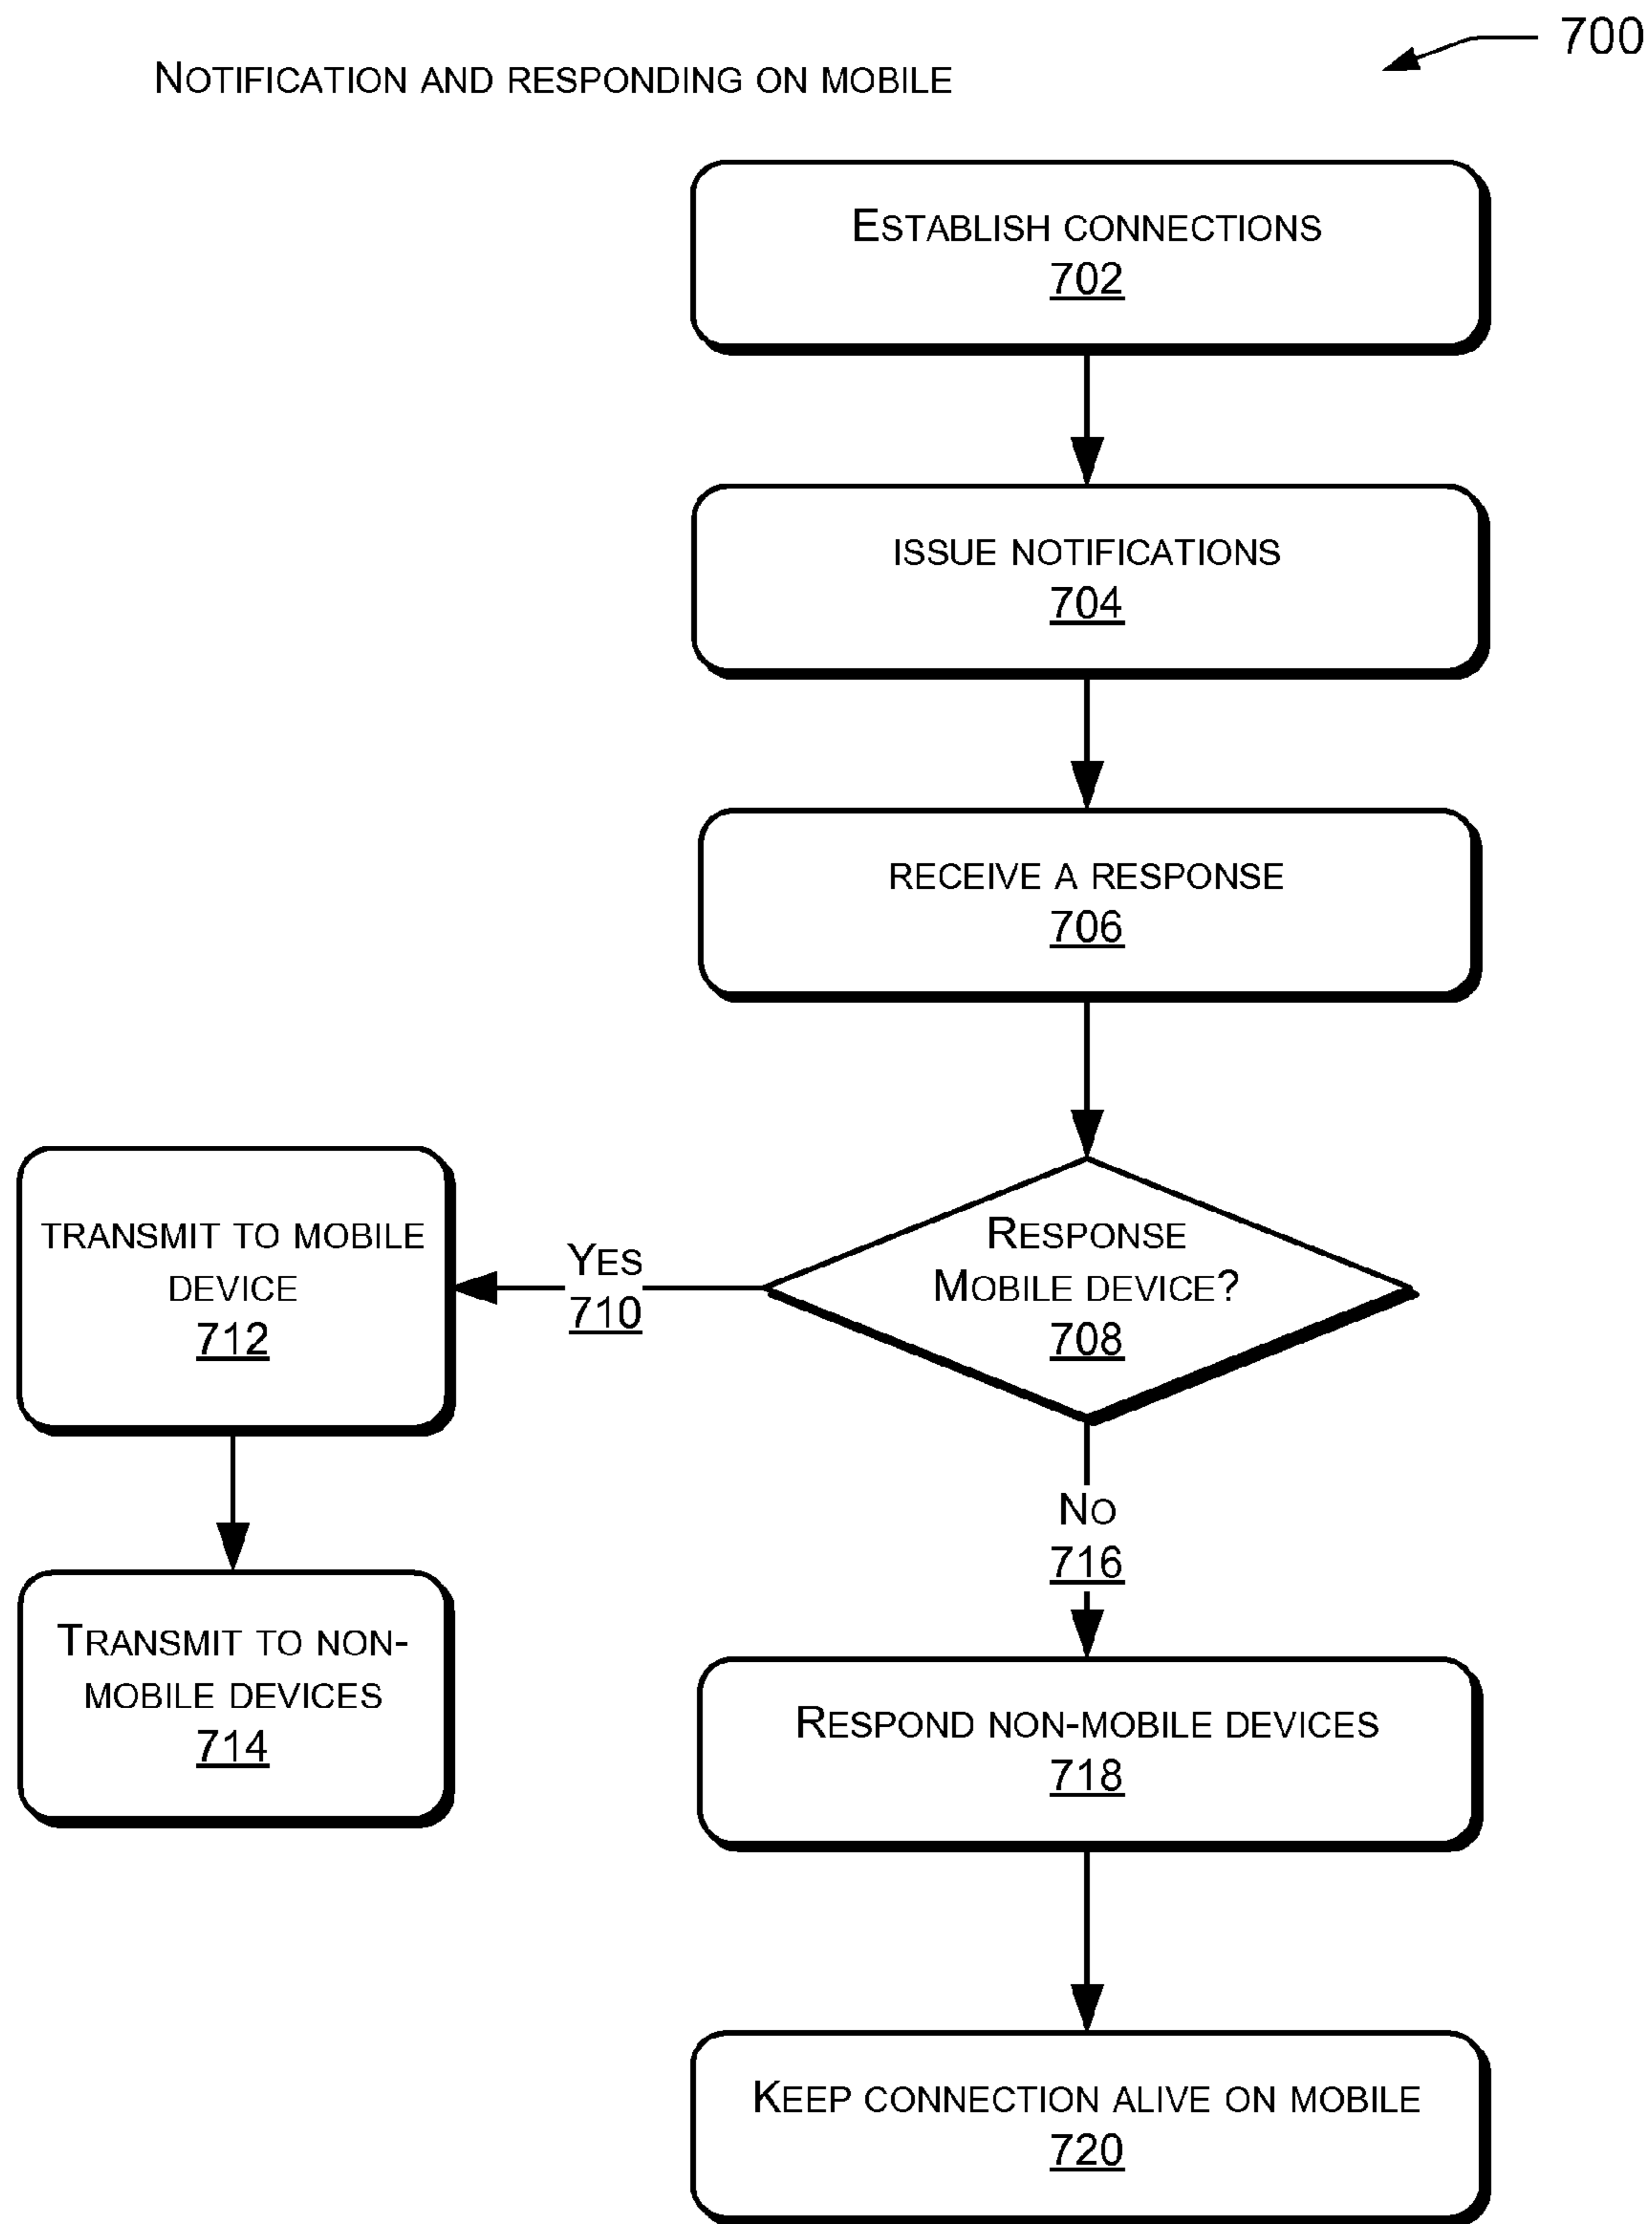 700
NOTIFICATION AND RESPONDING ON MOBILE
ESTABLISH CONNECTIONS
702
ISSUE NOTIFICATIONS
704
RECEIVE A RESPONSE
706
RESPONSE
MOBILE DEVICE?
708
YES
710
TRANSMIT TO MOBILE
DEVICE
712
TRANSMIT TO NON-
MOBILE DEVICES
714
NO
716
RESPOND NON-MOBILE DEVICES
718
KEEP CONNECTION ALIVE ON MOBILE
720